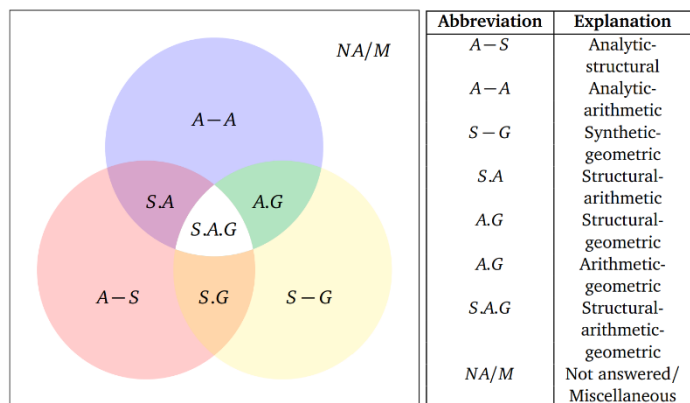 NA/M
A−A
S.A
A.G
S.A.G
A−S
S.G
S−G
Abbreviation Explanation
A−S Analytic-
structural
A−A Analytic-
arithmetic
S−G Synthetic-
geometric
S.A Structural-
arithmetic
A.G Structural-
geometric
A.G Arithmetic-
geometric
S.A.G Structural-
arithmetic-
geometric
NA/M Not answered/
Miscellaneous